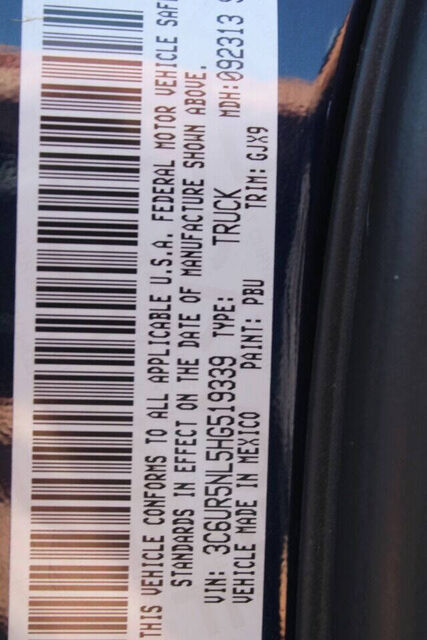 THIS VEHICLE CONFORMS TO ALL APPLICABLE U.S.A. FEDERAL MOTOR VEHICLE SAF
STANDARDS IN EFFECT ON THE DATE OF MANUFACTURE SHOWN ABOVE.
VIN: 3C6UR5NL5HG519339 TYPE: TRUCK MDH:092313
VEHICLE MADE IN MEXICO PAINT: PBU TRIM: GJX9